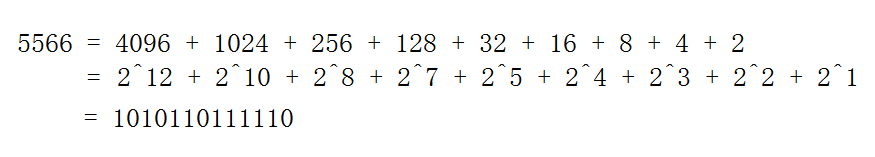 5566 = 4096 + 1024 + 256 + 128 + 32 + 16 + 8 + 4 + 2
= 2^12 + 2^10 + 2^8 + 2^7 + 2^5 + 2^4 + 2^3 + 2^2 + 2^1
= 1010110111110